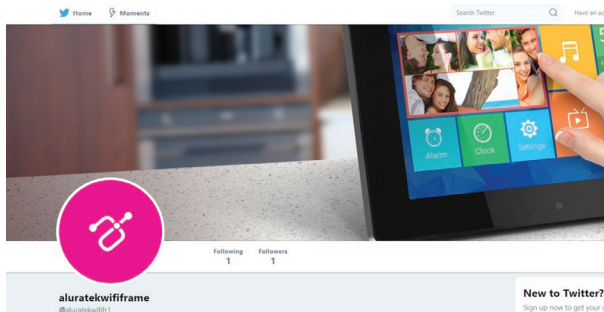 Home Moments Search Twitter Have an acc
Alarm Clock Settings
Following Followers
1 1
aluratekwififrame
@aluratekwififr1
New to Twitter?
Sign up now to get your o